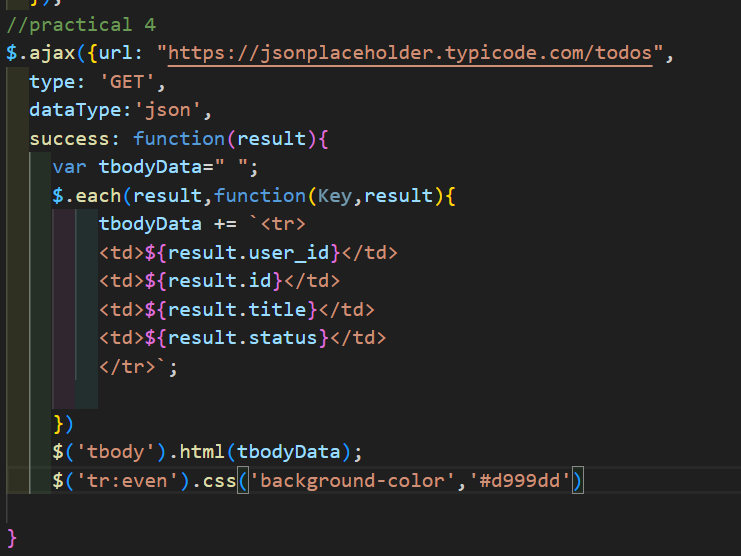 });
//practical 4
$.ajax({url: "https://jsonplaceholder.typicode.com/todos",
type: 'GET',
dataType:'json',
success: function(result){
var tbodyData=" ";
$.each(result,function(Key,result){
tbodyData += `<tr>
<td>${result.user_id}</td>
<td>${result.id}</td>
<td>${result.title}</td>
<td>${result.status}</td>
</tr>`;
})
$('tbody').html(tbodyData);
$('tr:even').css('background-color','#d999dd')
}